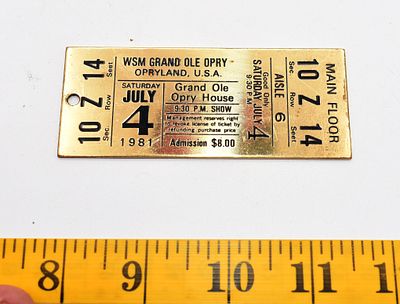 10 Z 14
Sec. Row Seat
WSM GRAND OLE OPRY
OPRYLAND, U.S.A.
SATURDAY
JULY
4
1981
Grand Ole
Opry House
9:30 P.M. SHOW
Management reserves right
to revoke license of ticket by
refunding purchase price
Admission $8.00
Good Only
SATURDAY JULY 4
9:30 P.M.
AISLE 6
10 Z 14
Sec. Row Seat
MAIN FLOOR
8 9 10 11